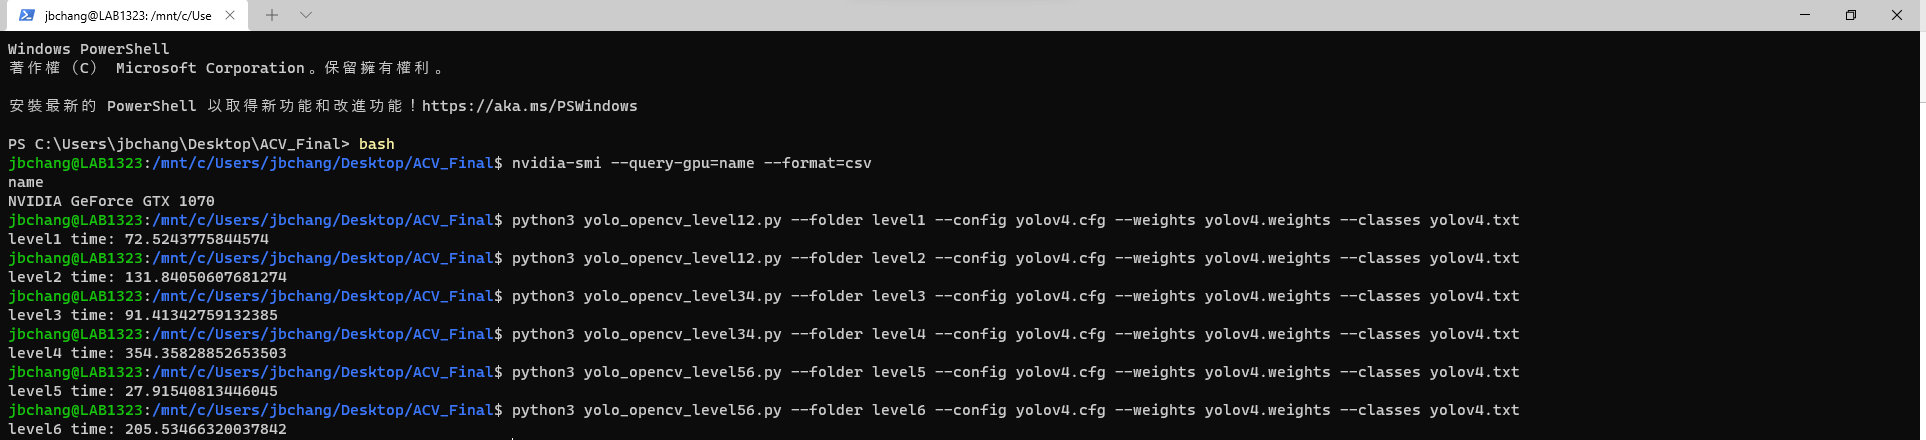 jbchang@LAB1323: /mnt/c/Use
Windows PowerShell
著作權（C） Microsoft Corporation。保留擁有權利。
安裝最新的 PowerShell 以取得新功能和改進功能！https://aka.ms/PSWindows
PS C:\Users\jbchang\Desktop\ACV_Final> bash
jbchang@LAB1323:/mnt/c/Users/jbchang/Desktop/ACV_Final$ nvidia-smi --query-gpu=name --format=csv
name
NVIDIA GeForce GTX 1070
jbchang@LAB1323:/mnt/c/Users/jbchang/Desktop/ACV_Final$ python3 yolo_opencv_level12.py --folder level1 --config yolov4.cfg --weights yolov4.weights --classes yolov4.txt
level1 time: 72.5243775844574
jbchang@LAB1323:/mnt/c/Users/jbchang/Desktop/ACV_Final$ python3 yolo_opencv_level12.py --folder level2 --config yolov4.cfg --weights yolov4.weights --classes yolov4.txt
level2 time: 131.84050607681274
jbchang@LAB1323:/mnt/c/Users/jbchang/Desktop/ACV_Final$ python3 yolo_opencv_level34.py --folder level3 --config yolov4.cfg --weights yolov4.weights --classes yolov4.txt
level3 time: 91.41342759132385
jbchang@LAB1323:/mnt/c/Users/jbchang/Desktop/ACV_Final$ python3 yolo_opencv_level34.py --folder level4 --config yolov4.cfg --weights yolov4.weights --classes yolov4.txt
level4 time: 354.35828852653503
jbchang@LAB1323:/mnt/c/Users/jbchang/Desktop/ACV_Final$ python3 yolo_opencv_level56.py --folder level5 --config yolov4.cfg --weights yolov4.weights --classes yolov4.txt
level5 time: 27.91540813446045
jbchang@LAB1323:/mnt/c/Users/jbchang/Desktop/ACV_Final$ python3 yolo_opencv_level56.py --folder level6 --config yolov4.cfg --weights yolov4.weights --classes yolov4.txt
level6 time: 205.53466320037842